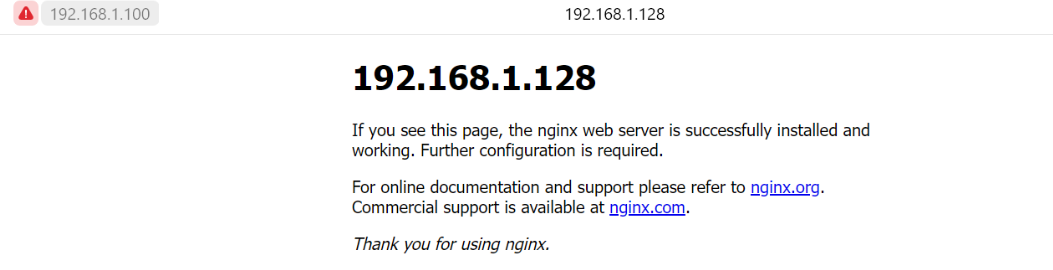 192.168.1.100
192.168.1.128
192.168.1.128
If you see this page, the nginx web server is successfully installed and
working. Further configuration is required.
For online documentation and support please refer to nginx.org.
Commercial support is available at nginx.com.
Thank you for using nginx.